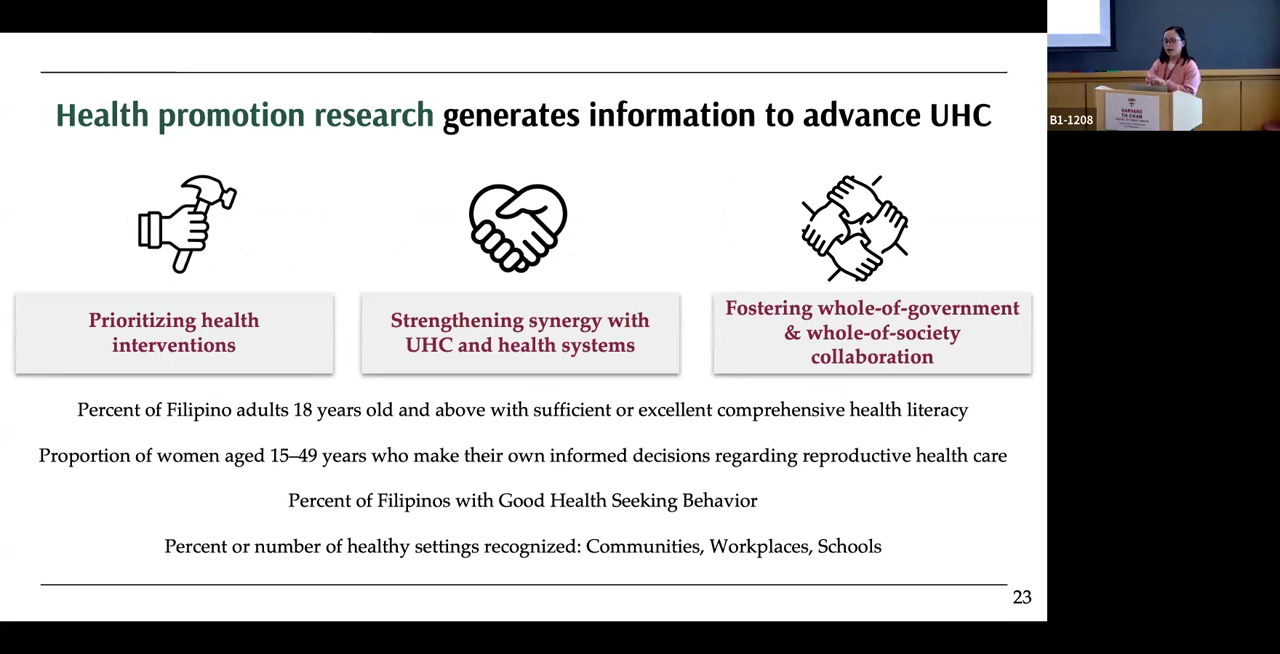 Health promotion research generates information to advance UHC
Prioritizing health
interventions
Strengthening synergy with
UHC and health systems
Fostering whole-of-government
& whole-of-society
collaboration
Percent of Filipino adults 18 years old and above with sufficient or excellent comprehensive health literacy
Proportion of women aged 15–49 years who make their own informed decisions regarding reproductive health care
Percent of Filipinos with Good Health Seeking Behavior
Percent or number of healthy settings recognized: Communities, Workplaces, Schools
23
B1-1208
HARVARD
TH CHAN